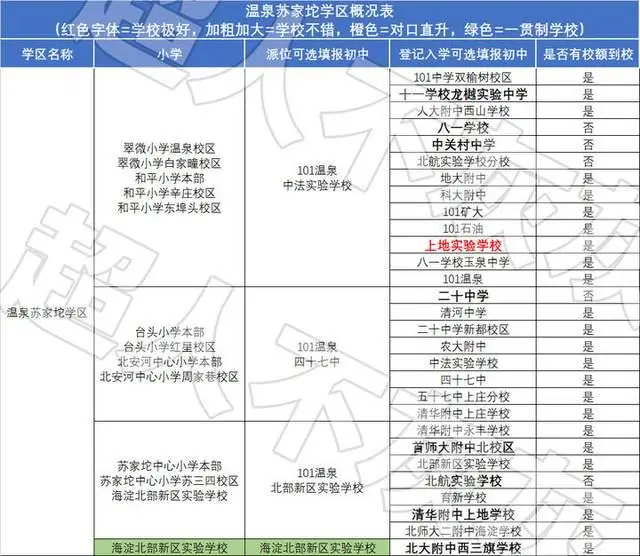 温泉苏家坨学区概况表
(红色字体=学校极好，加粗加大=学校不错，橙色=对口直升，绿色=一贯制学校)
学区名称 小学 派位可选填报初中 登记入学可选填报初中 是否有校额到校
温泉苏家坨学区
翠微小学温泉校区
翠微小学白家疃校区
和平小学本部
和平小学辛庄校区
和平小学东埠头校区
101温泉
中法实验学校
台头小学本部
台头小学红星校区
北安河中心小学本部
北安河中心小学周家巷校区
101温泉
四十七中
苏家坨中心小学本部
苏家坨中心小学苏三四校区
海淀北部新区实验学校
101温泉
北部新区实验学校
海淀北部新区实验学校 海淀北部新区实验学校
101中学双榆树校区 是
十一学校龙樾实验中学 是
人大附中西山学校 是
八一学校 否
中关村中学 是
北航实验学校分校 否
地大附中 是
科大附中 是
101矿大 是
101石油 是
上地实验学校 是
八一学校玉泉中学 是
101温泉 是
二十中学 否
清河中学 是
二十中学新都校区 是
农大附中 是
中法实验学校 是
四十七中 是
五十七中上庄分校 是
清华附中上庄学校 是
清华附中永丰学校 是
首师大附中北校区 是
北部新区实验学校 是
北航实验学校 否
育新学校 是
清华附中上地学校 是
北师大二附中海淀学校 是
北大附中西三旗学校 是
超人不孩孩